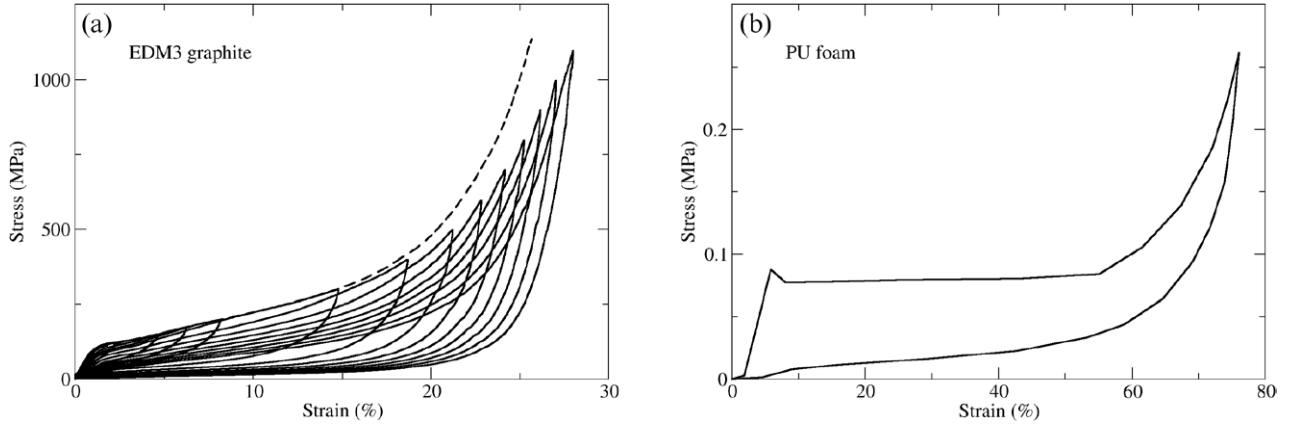 (a)
EDM3 graphite
1000
500
0
Stress (MPa)
0 10 20 30
Strain (%)
(b)
PU foam
0.2
0.1
0
Stress (MPa)
0 20 40 60 80
Strain (%)